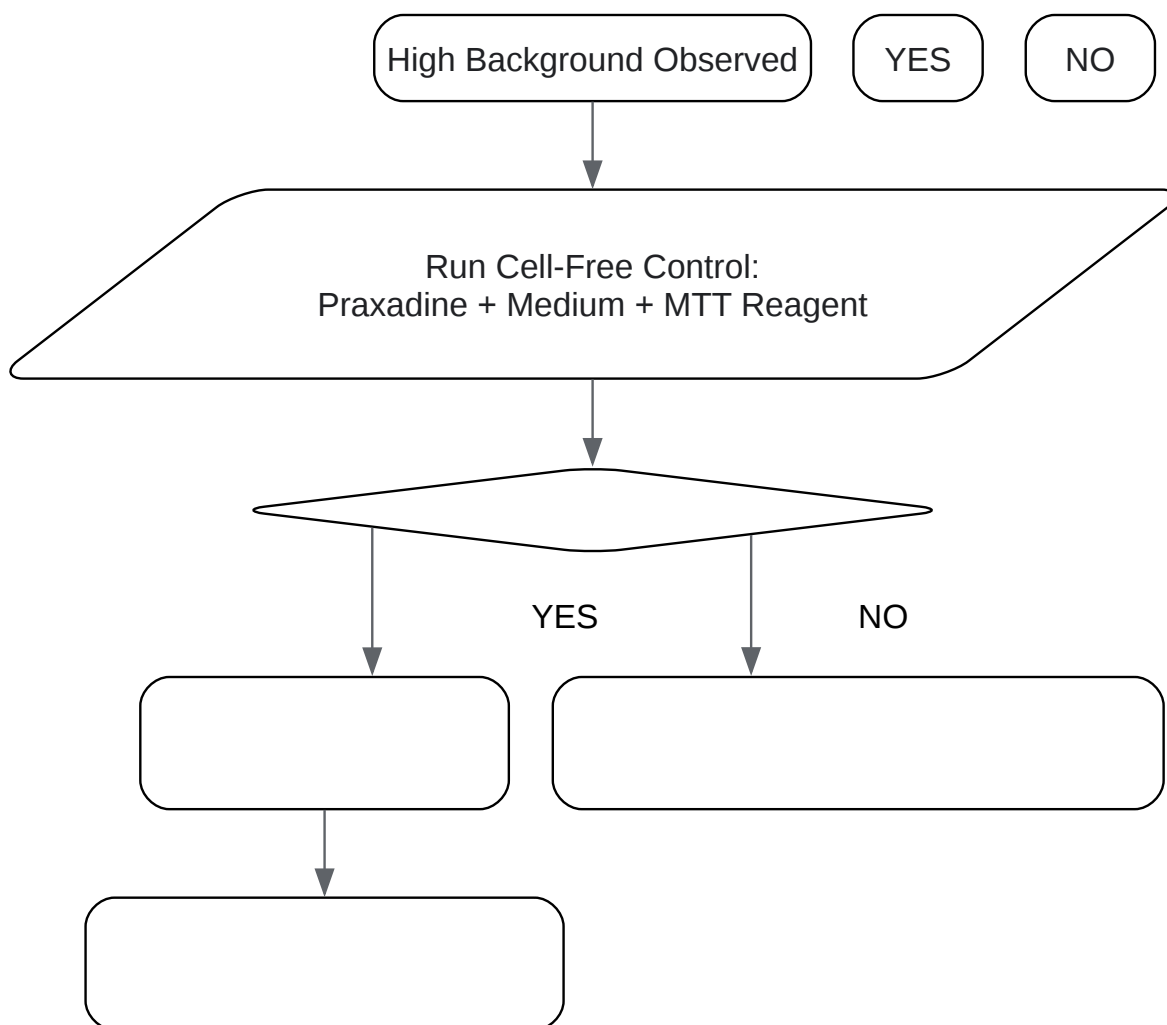 High Background Observed
YES
NO
Run Cell-Free Control:
Praxadine + Medium + MTT Reagent
YES
NO